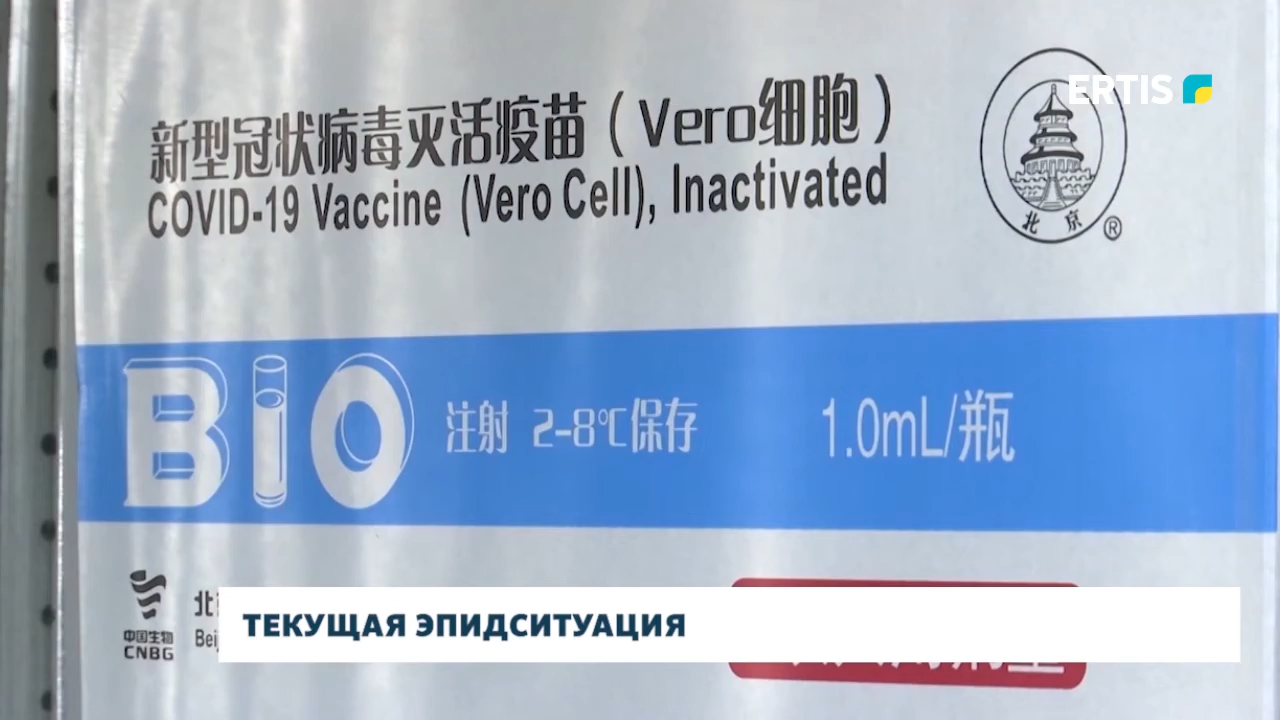 ERTIS
新型冠状病毒灭活疫苗（Vero细胞）
COVID-19 Vaccine (Vero Cell), Inactivated
北京
®
BIO
注射 2-8℃保存
1.0mL/瓶
中国生物
CNBG
北
ТЕКУЩАЯ ЭПИДСИТУАЦИЯ